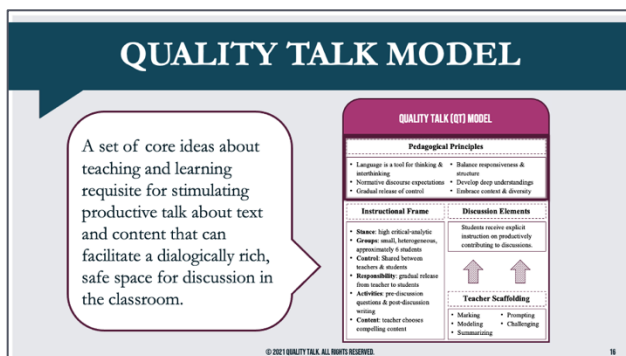 QUALITY TALK MODEL
A set of core ideas about
teaching and learning
requisite for stimulating
productive talk about text
and content that can
facilitate a dialogically rich,
safe space for discussion in
the classroom.
QUALITY TALK (QT) MODEL
Pedagogical Principles
• Language is a tool for thinking &
interthinking
• Normative discourse expectations
• Gradual release of control
• Balance responsiveness &
structure
• Develop deep understandings
• Embrace context & diversity
Instructional Frame
• Stance: high critical-analytic
• Groups: small, heterogeneous,
approximately 6 students
• Control: Shared between
teachers & students
• Responsibility: gradual release
from teacher to students
• Activities: pre-discussion
questions & post-discussion
writing
• Content: teacher chooses
compelling content
Discussion Elements
Students receive explicit
instruction on productively
contributing to discussions.
Teacher Scaffolding
• Marking
• Modeling
• Summarizing
• Prompting
• Challenging
© 2021 QUALITY TALK. ALL RIGHTS RESERVED.
16